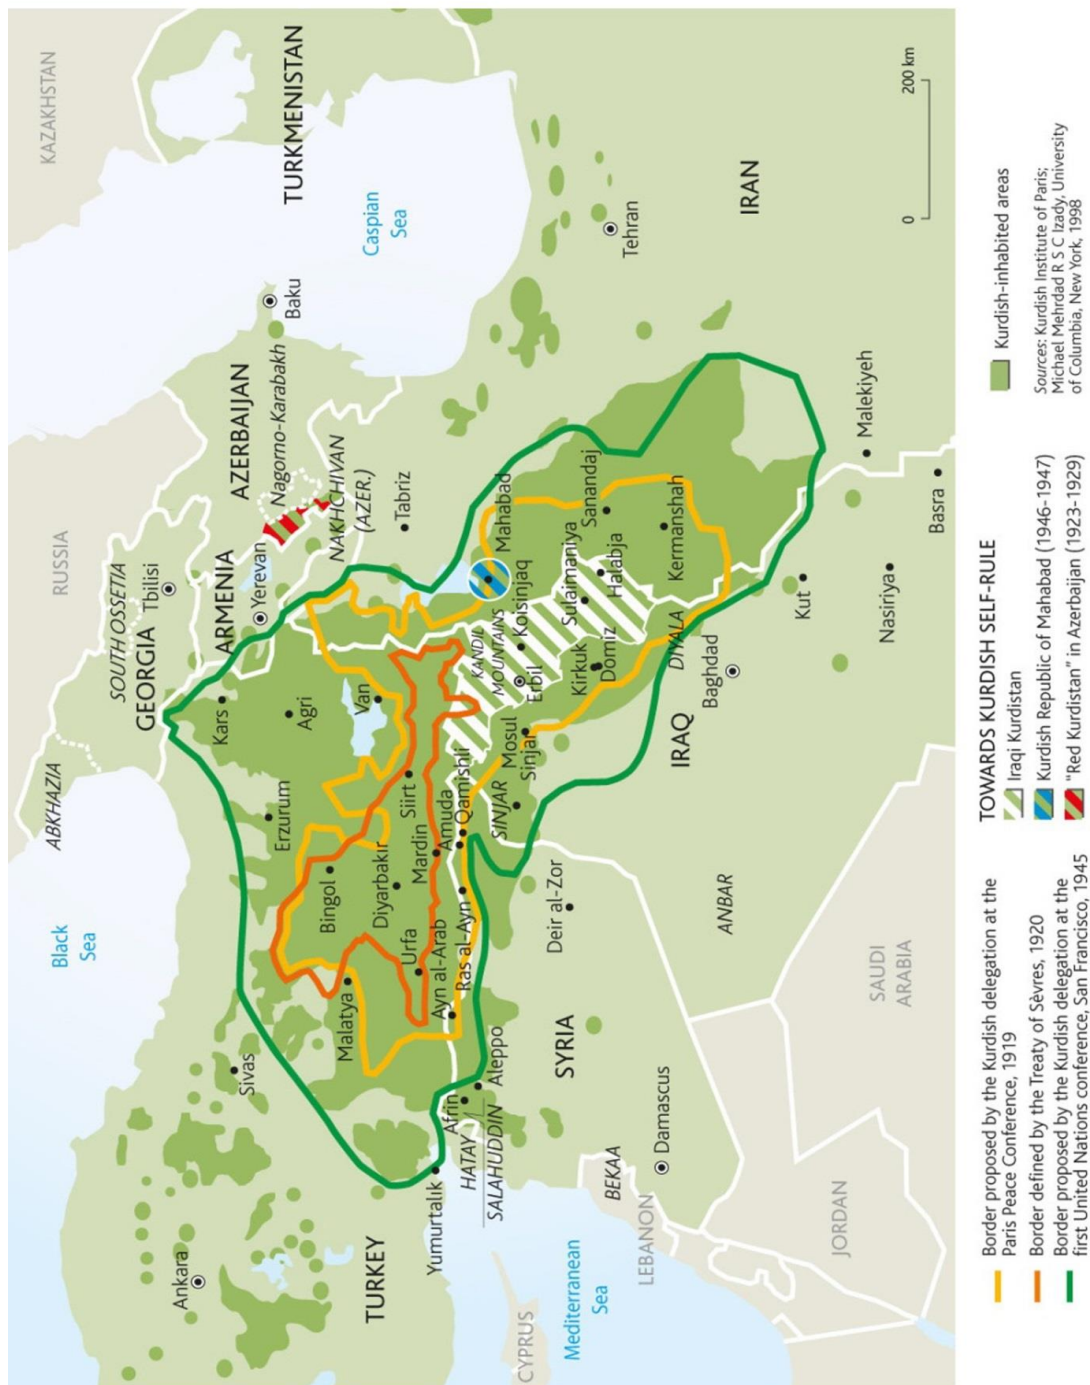 KAZAKHSTAN
RUSSIA
TURKMENISTAN
Caspian
Sea
Baku
ABKHAZIA
SOUTH OSSETIA
GEORGIA
Tbilisi
ARMENIA
Yerevan
AZERBAIJAN
Nagorno-Karabakh
NAKHCHIVAN
(AZER.)
Black
Sea
Kars
Agri
Erzurum
Van
Tabriz
Tehran
IRAN
Sivas
Bingol
Malatya
Diyarbakir
Siirt
Mardin
Urfa
Ankara
TURKEY
Yumurtalik
HATAY
SALAHUDDIN
Afrin
Aleppo
Ayn al-Arab
Ras al-Ayn
Amuda
Qamishli
SINJAR
Sinjar
Mosul
KANDIL
MOUNTAINS
Erbil
Koisinjaq
Mahabad
Kirkuk
Domiz
Sulaimaniya
Halabja
Sanandaj
Kermanshah
DIYALA
Baghdad
IRAQ
Kut
Nasiriya
Basra
Malekiyeh
Deir al-Zor
ANBAR
SYRIA
Damascus
BEKAA
LEBANON
CYPRUS
Mediterranean
Sea
JORDAN
SAUDI
ARABIA
0
200 km
Border proposed by the Kurdish delegation at the
Paris Peace Conference, 1919
Border defined by the Treaty of Sèvres, 1920
Border proposed by the Kurdish delegation at the
first United Nations conference, San Francisco, 1945
TOWARDS KURDISH SELF-RULE
Iraqi Kurdistan
Kurdish Republic of Mahabad (1946-1947)
“Red Kurdistan” in Azerbaijan (1923-1929)
Kurdish-inhabited areas
Sources: Kurdish Institute of Paris;
Michael Mehrdad R S C Izady, University
of Columbia, New York, 1998